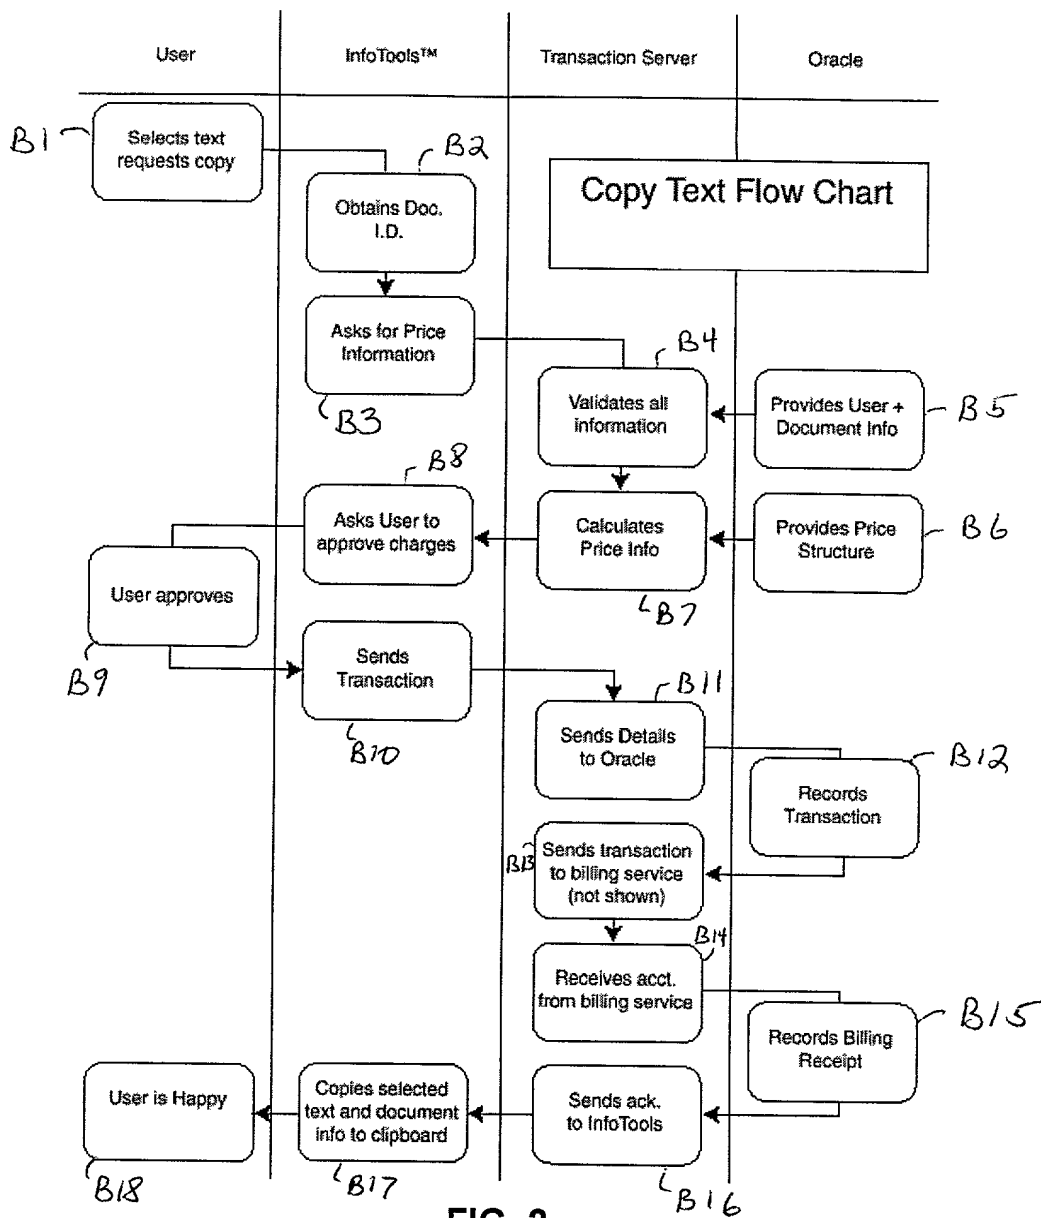 User
InfoTools™
Transaction Server
Oracle
B1
Selects text
requests copy
B2
Obtains Doc.
I.D.
Copy Text Flow Chart
Asks for Price
Information
B3
B4
Validates all
information
Provides User +
Document Info
B5
B8
Asks User to
approve charges
Calculates
Price Info
B7
Provides Price
Structure
B6
User approves
B9
Sends
Transaction
B10
B11
Sends Details
to Oracle
B12
Records
Transaction
B13
Sends transaction
to billing service
(not shown)
B14
Receives acct.
from billing service
B15
Records Billing
Receipt
User is Happy
B18
Copies selected
text and document
info to clipboard
B17
Sends ack.
to InfoTools
B16